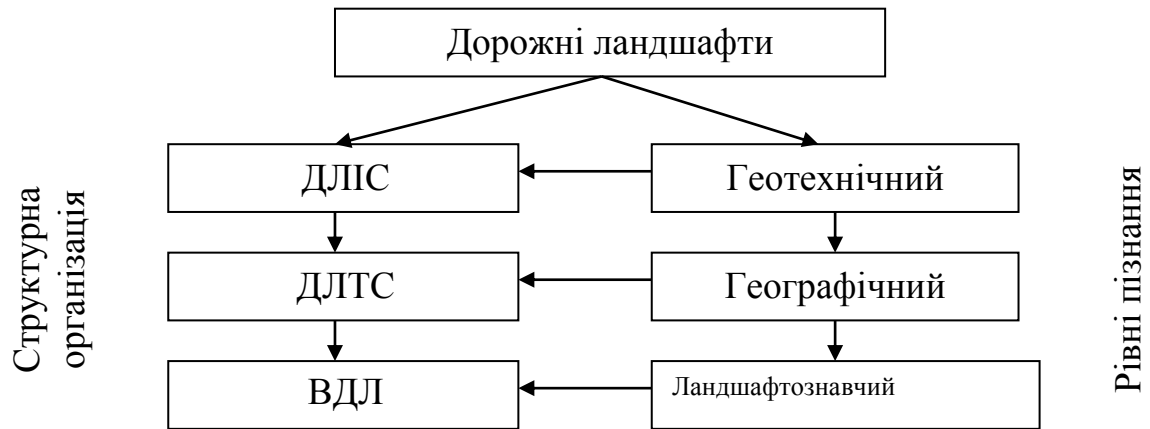 Дорожні ландшафти
Структурна
організація
ДЛІС
Геотехнічний
ДЛТС
Географічний
ВДЛ
Ландшафтознавчий
Рівні пізнання